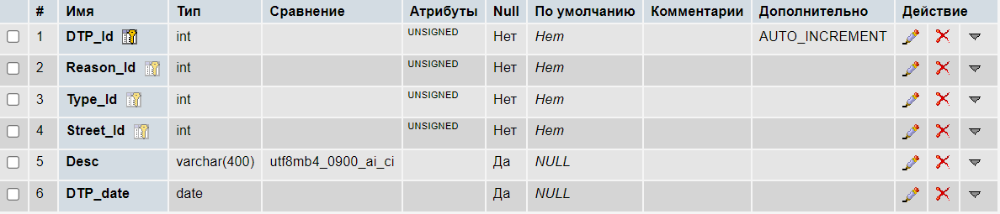 # Имя Тип Сравнение Атрибуты Null По умолчанию Комментарии Дополнительно Действие
1 DTP_Id int UNSIGNED Нет Нет AUTO_INCREMENT
2 Reason_Id int UNSIGNED Нет Нет
3 Type_Id int UNSIGNED Нет Нет
4 Street_Id int UNSIGNED Нет Нет
5 Desc varchar(400) utf8mb4_0900_ai_ci Да NULL
6 DTP_date date Да NULL